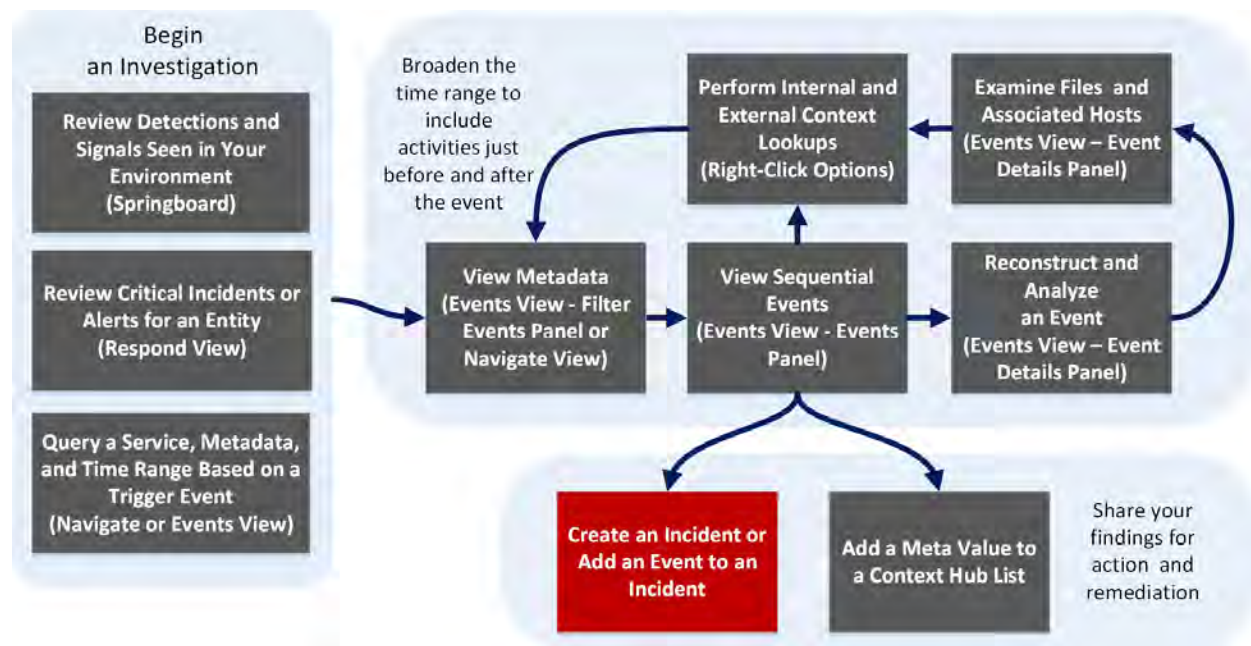 Begin
an Investigation
Review Detections and
Signals Seen in Your
Environment
(Springboard)
Review Critical Incidents or
Alerts for an Entity
(Respond View)
Query a Service, Metadata,
and Time Range Based on a
Trigger Event
(Navigate or Events View)
Broaden the
time range to
include
activities just
before and after
the event
Perform Internal and
External Context
Lookups
(Right-Click Options)
Examine Files and
Associated Hosts
(Events View – Event
Details Panel)
View Metadata
(Events View - Filter
Events Panel or
Navigate View)
View Sequential
Events
(Events View - Events
Panel)
Reconstruct and
Analyze
an Event
(Events View – Event
Details Panel)
Create an Incident or
Add an Event to an
Incident
Add a Meta Value to
a Context Hub List
Share your
findings for
action and
remediation